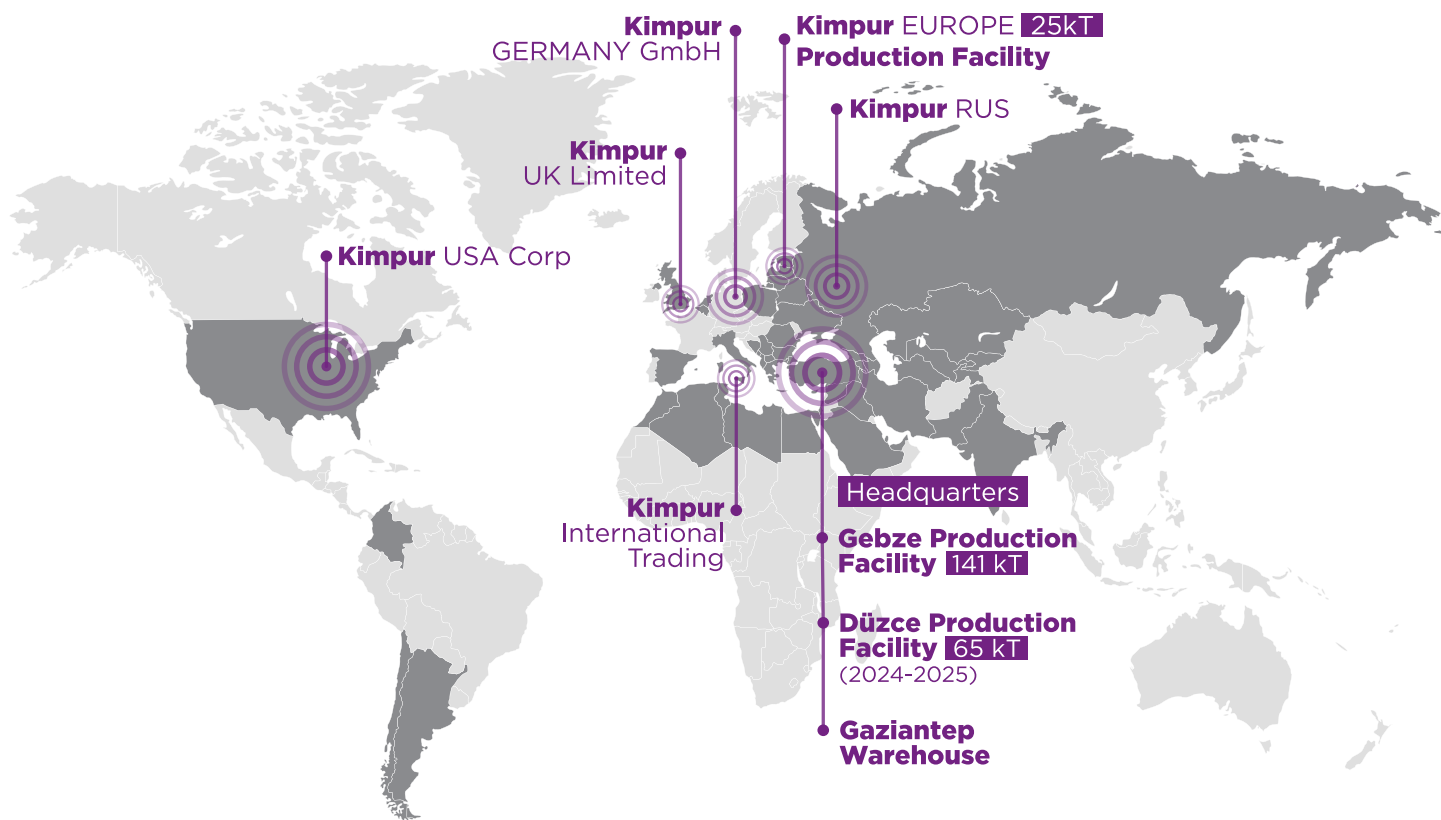 Kimpur
GERMANY GmbH
Kimpur EUROPE 25kT
Production Facility
Kimpur RUS
Kimpur
UK Limited
Kimpur USA Corp
Kimpur
International
Trading
Headquarters
Gebze Production
Facility 141 kT
Düzce Production
Facility 65 kT
(2024-2025)
Gaziantep
Warehouse